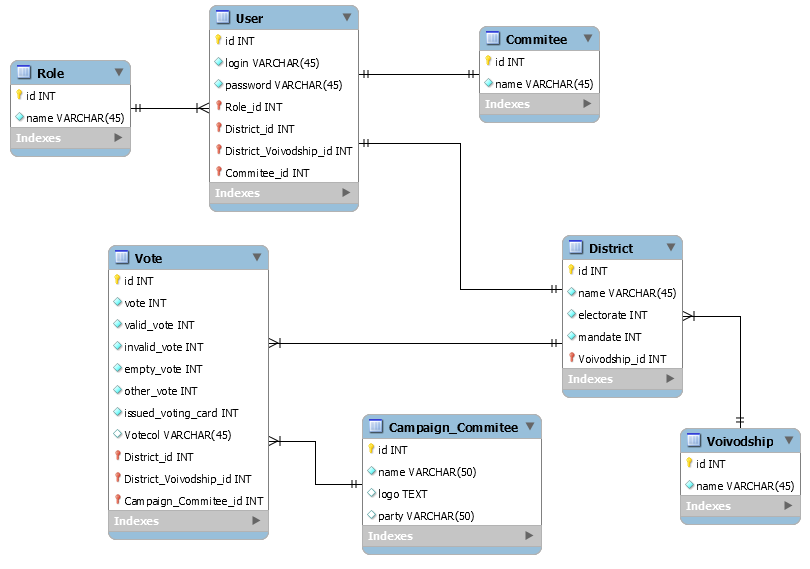 User
id INT
login VARCHAR(45)
password VARCHAR(45)
Role_id INT
District_id INT
District_Voivodship_id INT
Commitee_id INT
Indexes
Commitee
id INT
name VARCHAR(45)
Indexes
Role
id INT
name VARCHAR(45)
Indexes
Vote
id INT
vote INT
valid_vote INT
invalid_vote INT
empty_vote INT
other_vote INT
issued_voting_card INT
Votecol VARCHAR(45)
District_id INT
District_Voivodship_id INT
Campaign_Commitee_id INT
Indexes
District
id INT
name VARCHAR(45)
electorate INT
mandate INT
Voivodship_id INT
Indexes
Campaign_Commitee
id INT
name VARCHAR(50)
logo TEXT
party VARCHAR(50)
Indexes
Voivodship
id INT
name VARCHAR(45)
Indexes